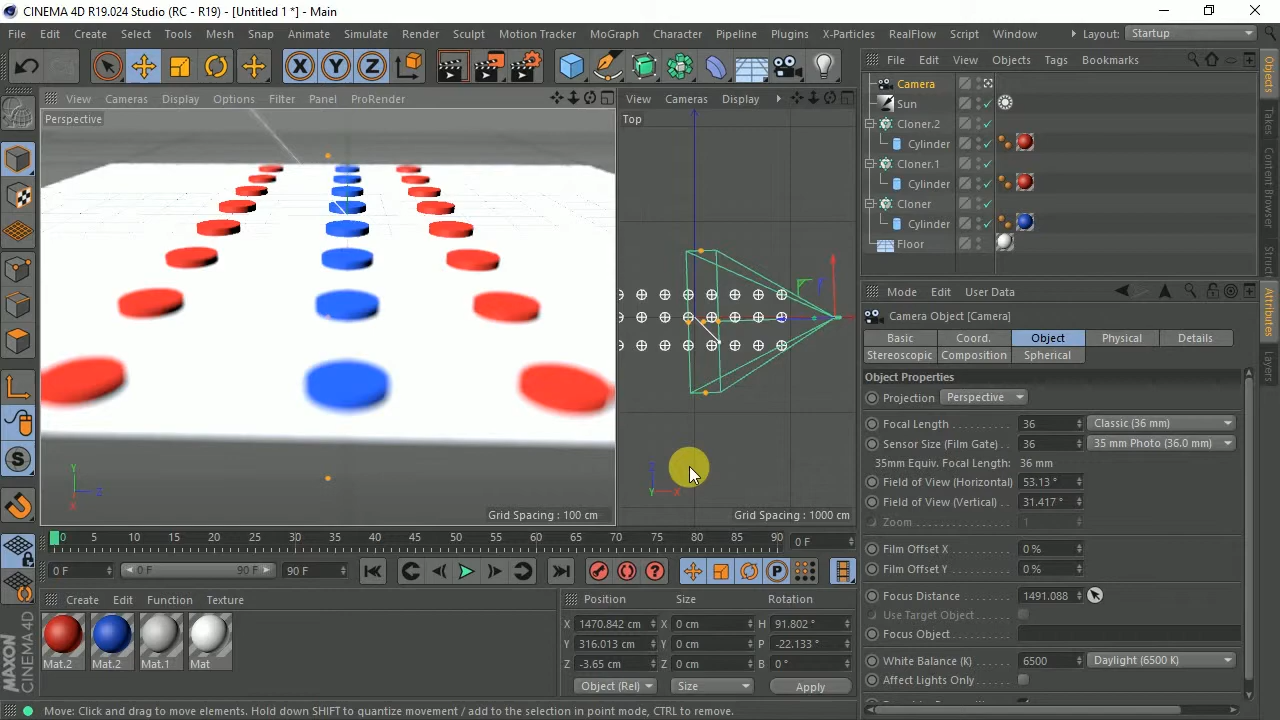 CINEMA 4D R19.024 Studio (RC - R19) - [Untitled 1 *] - Main
File Edit Create Select Tools Mesh Snap Animate Simulate Render Sculpt Motion Tracker MoGraph Character Pipeline Plugins X-Particles RealFlow Script Window Layout: Startup
X Y Z
File Edit View Objects Tags Bookmarks
View Cameras Display Options Filter Panel ProRender
View Cameras Display
Perspective
Top
Camera
Sun
Cloner.2
Cylinder
Cloner.1
Cylinder
Cloner
Cylinder
Floor
Objects
Takes
Content Browser
Attributes
Layers
Mode Edit User Data
Camera Object [Camera]
Basic Coord. Object Physical Details
Stereoscopic Composition Spherical
Object Properties
Projection Perspective
Focal Length 36 Classic (36 mm)
Sensor Size (Film Gate) 36 35 mm Photo (36.0 mm)
35mm Equiv. Focal Length: 36 mm
Field of View (Horizontal) 53.13 °
Field of View (Vertical) 31.417 °
Zoom 1
Film Offset X 0 %
Film Offset Y 0 %
Focus Distance 1491.088
Use Target Object
Focus Object
White Balance (K) 6500 Daylight (6500 K)
Affect Lights Only
Y
Z
X
Z
Y
X
Grid Spacing : 100 cm
Grid Spacing : 1000 cm
0 5 10 15 20 25 30 35 40 45 50 55 60 65 70 75 80 85 90 0 F
0 F 0 F 90 F 90 F
Create Edit Function Texture
Mat.2 Mat.2 Mat.1 Mat
Position Size Rotation
X 1470.842 cm X 0 cm H 91.802 °
Y 316.013 cm Y 0 cm P -22.133 °
Z -3.65 cm Z 0 cm B 0 °
Object (Rel) Size Apply
MAXON CINEMA 4D
Move: Click and drag to move elements. Hold down SHIFT to quantize movement / add to the selection in point mode, CTRL to remove.